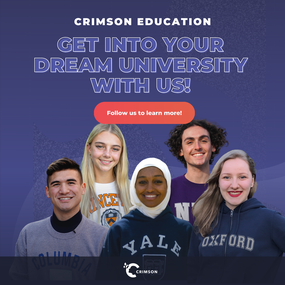 CRIMSON EDUCATION
GET INTO YOUR
DREAM UNIVERSITY
WITH US!
Follow us to learn more!
YALE
OXFORD
CRIMSON